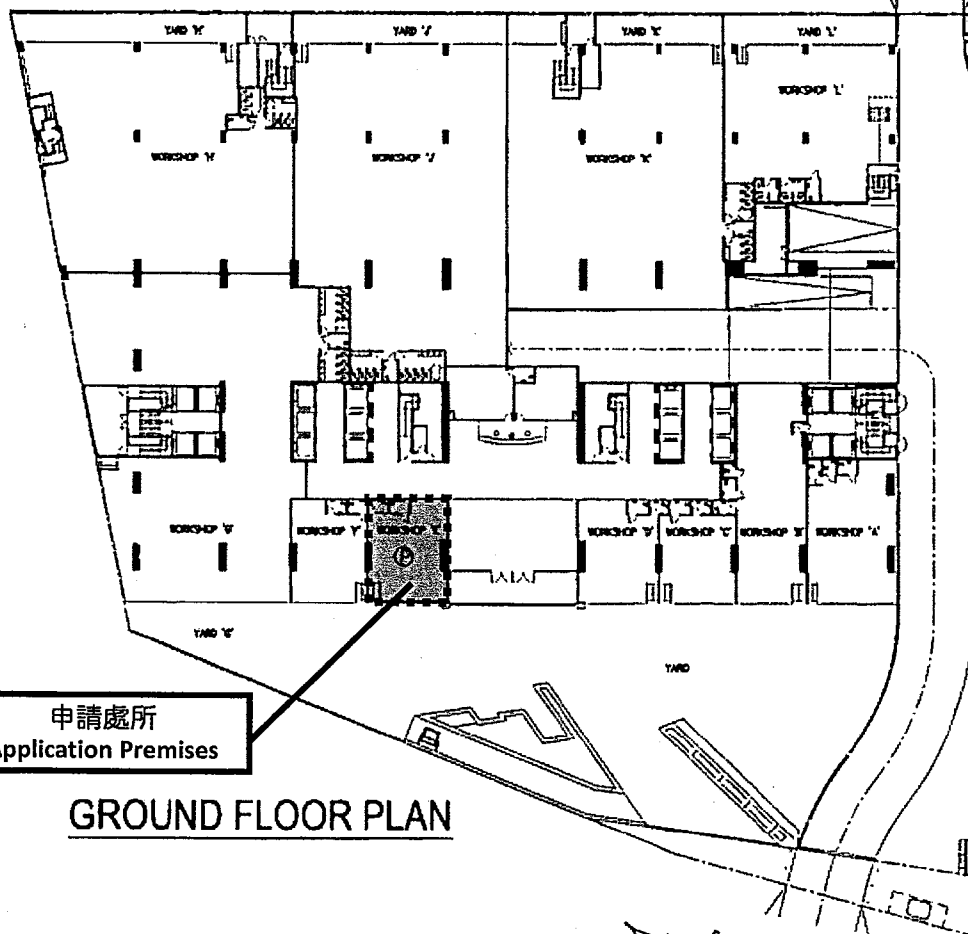 YARD 'H'
YARD 'J'
YARD 'K'
YARD 'L'
WORKSHOP 'L'
WORKSHOP 'H'
WORKSHOP 'J'
WORKSHOP 'K'
WORKSHOP
WORKSHOP
WORKSHOP
WORKSHOP
WORKSHOP
WORKSHOP
WORKSHOP 'A'
YARD 'G'
YARD
申請處所
Application Premises
GROUND FLOOR PLAN